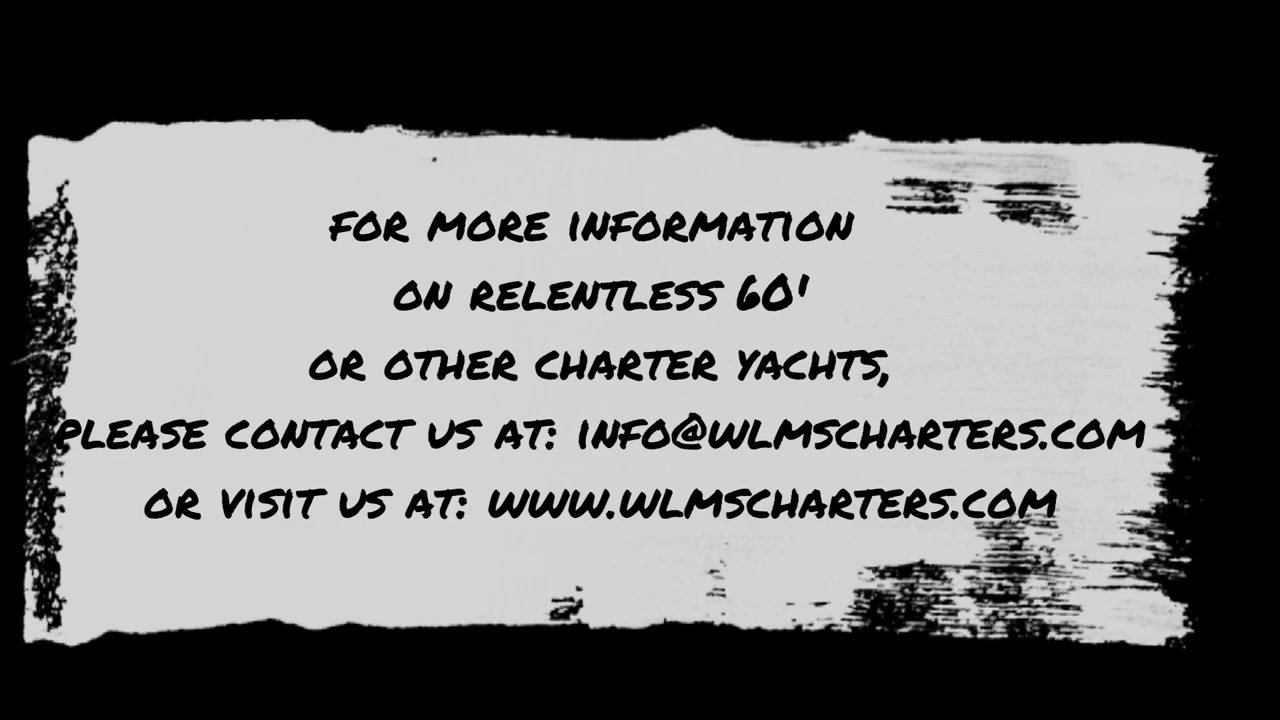 FOR MORE INFORMATION
ON RELENTLESS 60'
OR OTHER CHARTER YACHTS,
PLEASE CONTACT US AT: INFO@WLMSCHARTERS.COM
OR VISIT US AT: WWW.WLMSCHARTERS.COM